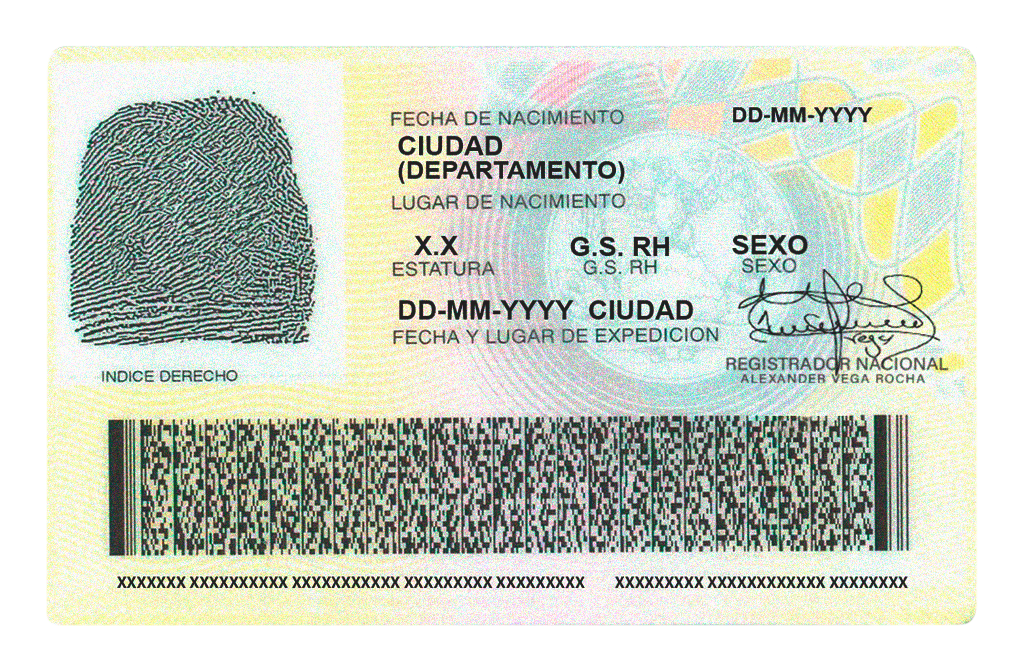 FECHA DE NACIMIENTO DD-MM-YYYY
CIUDAD
(DEPARTAMENTO)
LUGAR DE NACIMIENTO
X.X G.S. RH SEXO
ESTATURA G.S. RH SEXO
DD-MM-YYYY CIUDAD
FECHA Y LUGAR DE EXPEDICION
REGISTRADOR NACIONAL
ALEXANDER VEGA ROCHA
INDICE DERECHO
XXXXXXX XXXXXXXXXX XXXXXXXXXXX XXXXXXXXX XXXXXXXXX XXXXXXXXX XXXXXXXXXXXX XXXXXXXX